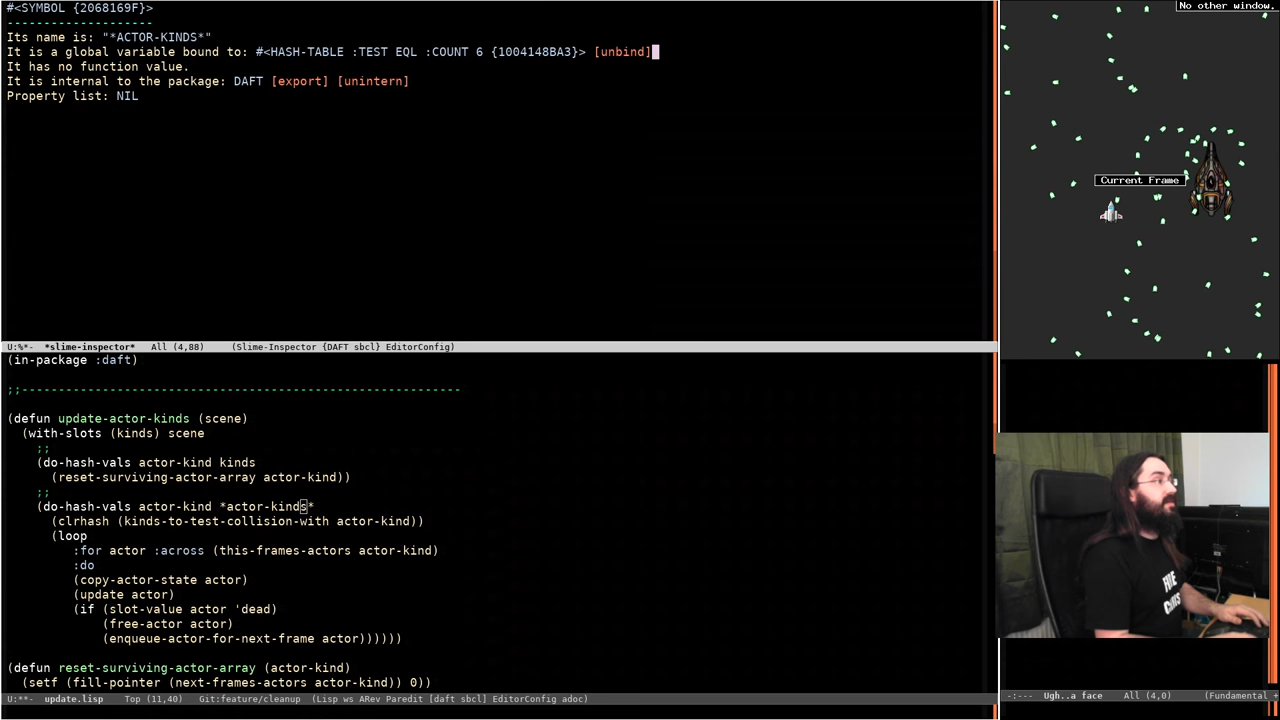 #<SYMBOL {2068169F}>
--------------------
Its name is: "*ACTOR-KINDS*"
It is a global variable bound to: #<HASH-TABLE :TEST EQL :COUNT 6 {1004148BA3}> [unbind]
It has no function value.
It is internal to the package: DAFT [export] [unintern]
Property list: NIL
U:%*-  *slime-inspector*   All (4,88)     (Slime-Inspector {DAFT sbcl} EditorConfig)
(in-package :daft)
;;------------------------------------------------------------
(defun update-actor-kinds (scene)
  (with-slots (kinds) scene
    ;;
    (do-hash-vals actor-kind kinds
      (reset-surviving-actor-array actor-kind))
    ;;
    (do-hash-vals actor-kind *actor-kinds*
      (clrhash (kinds-to-test-collision-with actor-kind))
      (loop
         :for actor :across (this-frames-actors actor-kind)
         :do
         (copy-actor-state actor)
         (update actor)
         (if (slot-value actor 'dead)
             (free-actor actor)
             (enqueue-actor-for-next-frame actor))))))
(defun reset-surviving-actor-array (actor-kind)
  (setf (fill-pointer (next-frames-actors actor-kind)) 0))
U:**-  update.lisp    Top (11,40)   Git:feature/cleanup  (Lisp ws ARev Paredit [daft sbcl] EditorConfig adoc)
No other window.
Current Frame
-:---  Ugh..a face    All (4,0)     (Fundamental +